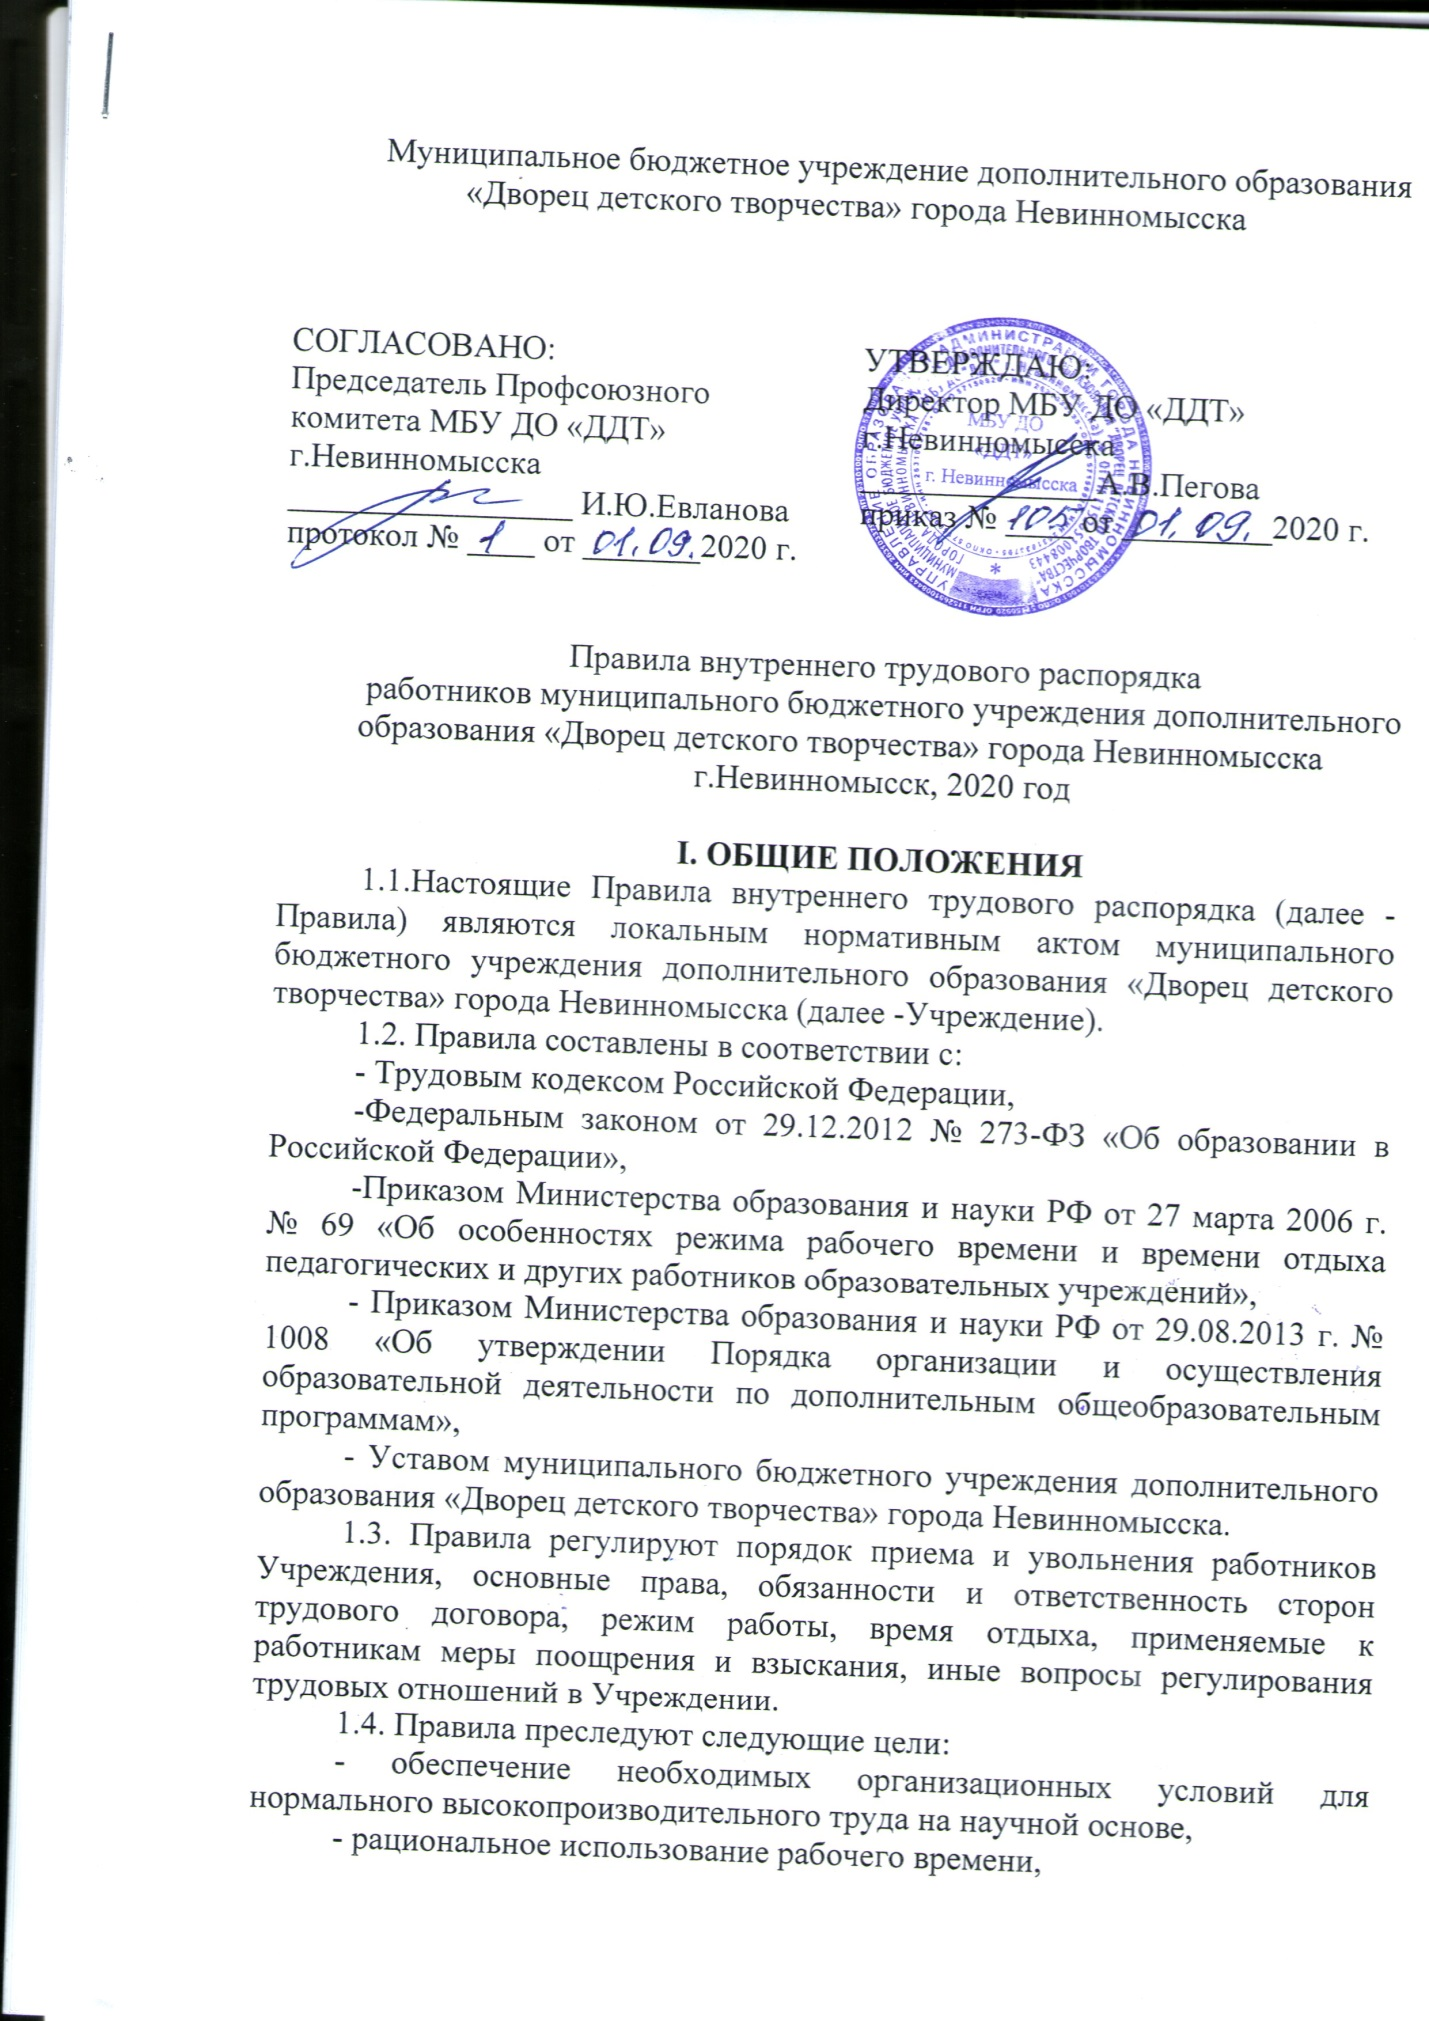 Муниципальное бюджетное учреждение дополнительного образования
«Дворец детского творчества» города Невинномысска
СОГЛАСОВАНО:
Председатель Профсоюзного
комитета МБУ ДО «ДДТ»
г.Невинномысска
_________________ И.Ю.Евланова
протокол № 1 от 01.09.2020 г.
УТВЕРЖДАЮ:
Директор МБУ ДО «ДДТ»
г.Невинномысска
______________А.В.Пегова
приказ № 105 от 01.09.2020 г.
МБУ ДО
«ДДТ»
г. Невинномысска
Правила внутреннего трудового распорядка
работников муниципального бюджетного учреждения дополнительного
образования «Дворец детского творчества» города Невинномысска
г.Невинномысск, 2020 год
I. ОБЩИЕ ПОЛОЖЕНИЯ
1.1.Настоящие Правила внутреннего трудового распорядка (далее -
Правила) являются локальным нормативным актом муниципального
бюджетного учреждения дополнительного образования «Дворец детского
творчества» города Невинномысска (далее -Учреждение).
1.2. Правила составлены в соответствии с:
- Трудовым кодексом Российской Федерации,
-Федеральным законом от 29.12.2012 № 273-ФЗ «Об образовании в
Российской Федерации»,
-Приказом Министерства образования и науки РФ от 27 марта 2006 г.
№ 69 «Об особенностях режима рабочего времени и времени отдыха
педагогических и других работников образовательных учреждений»,
- Приказом Министерства образования и науки РФ от 29.08.2013 г. №
1008 «Об утверждении Порядка организации и осуществления
образовательной деятельности по дополнительным общеобразовательным
программам»,
- Уставом муниципального бюджетного учреждения дополнительного
образования «Дворец детского творчества» города Невинномысска.
1.3. Правила регулируют порядок приема и увольнения работников
Учреждения, основные права, обязанности и ответственность сторон
трудового договора, режим работы, время отдыха, применяемые к
работникам меры поощрения и взыскания, иные вопросы регулирования
трудовых отношений в Учреждении.
1.4. Правила преследуют следующие цели:
- обеспечение необходимых организационных условий для
нормального высокопроизводительного труда на научной основе,
- рациональное использование рабочего времени,